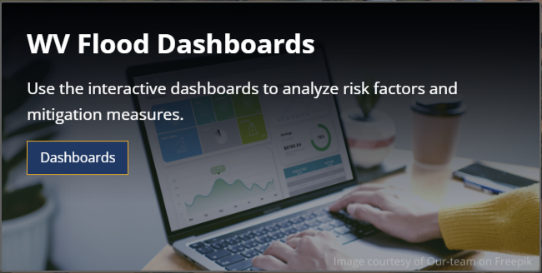 WV Flood Dashboards
Use the interactive dashboards to analyze risk factors and
mitigation measures.
Dashboards
Image courtesy of Our-team on Freepik